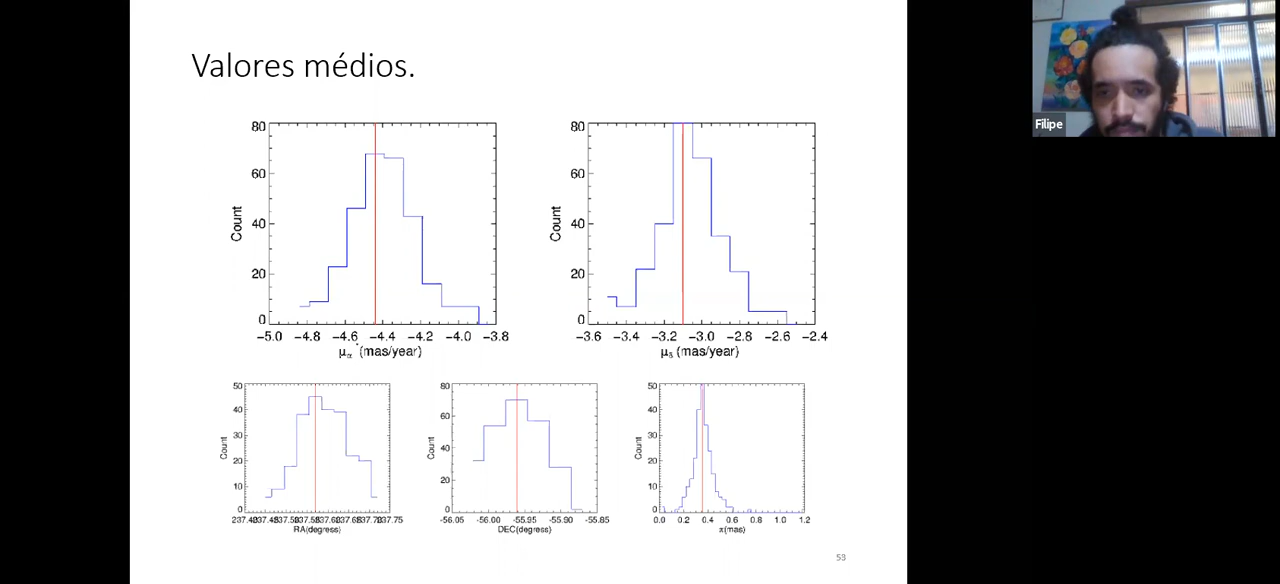 Valores médios.
Filipe
80
60
40
20
0
Count
−5.0 −4.8 −4.6 −4.4 −4.2 −4.0 −3.8
μα* (mas/year)
80
60
40
20
0
Count
−3.6 −3.4 −3.2 −3.0 −2.8 −2.6 −2.4
μδ (mas/year)
50
40
30
20
10
0
Count
237.75
RA(degress)
80
60
40
20
0
Count
-56.05 -56.00 -55.95 -55.90 -55.85
DEC(degress)
50
40
30
20
10
0
Count
0.0 0.2 0.4 0.6 0.8 1.0 1.2
π(mas)
58